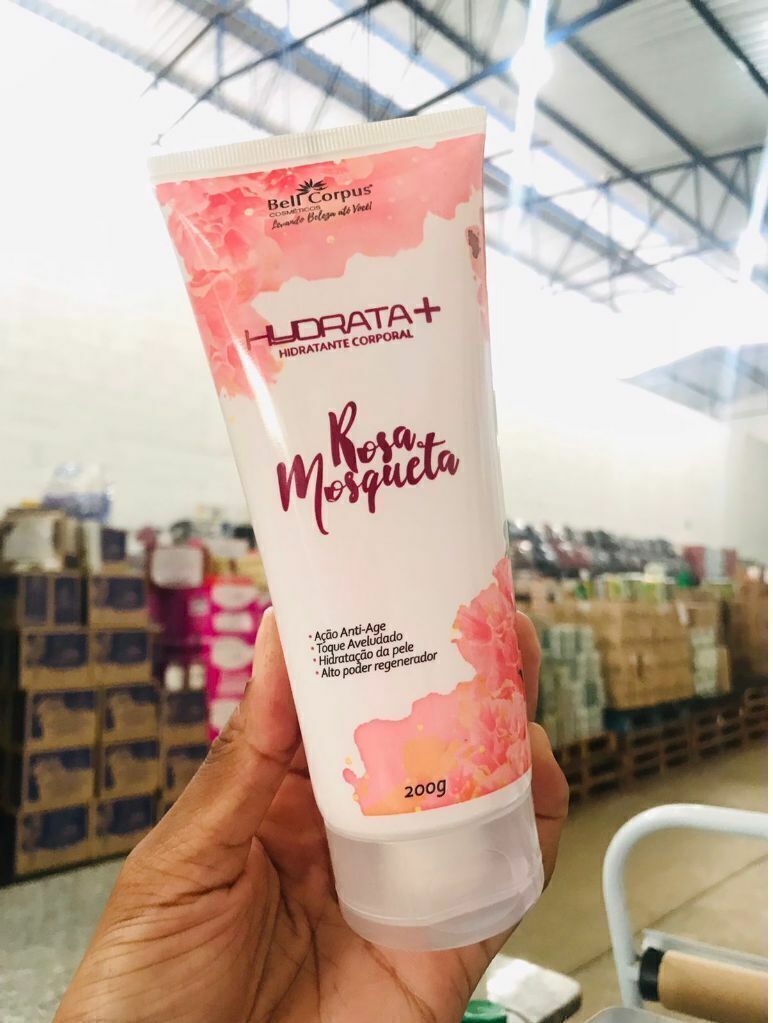 Bell Corpus
COSMÉTICOS
Levando Beleza até Você!
HYDRATA+
HIDRATANTE CORPORAL
Rosa
Mosqueta
• Ação Anti-Age
• Toque Aveludado
• Hidratação da pele
• Alto poder regenerador
200g